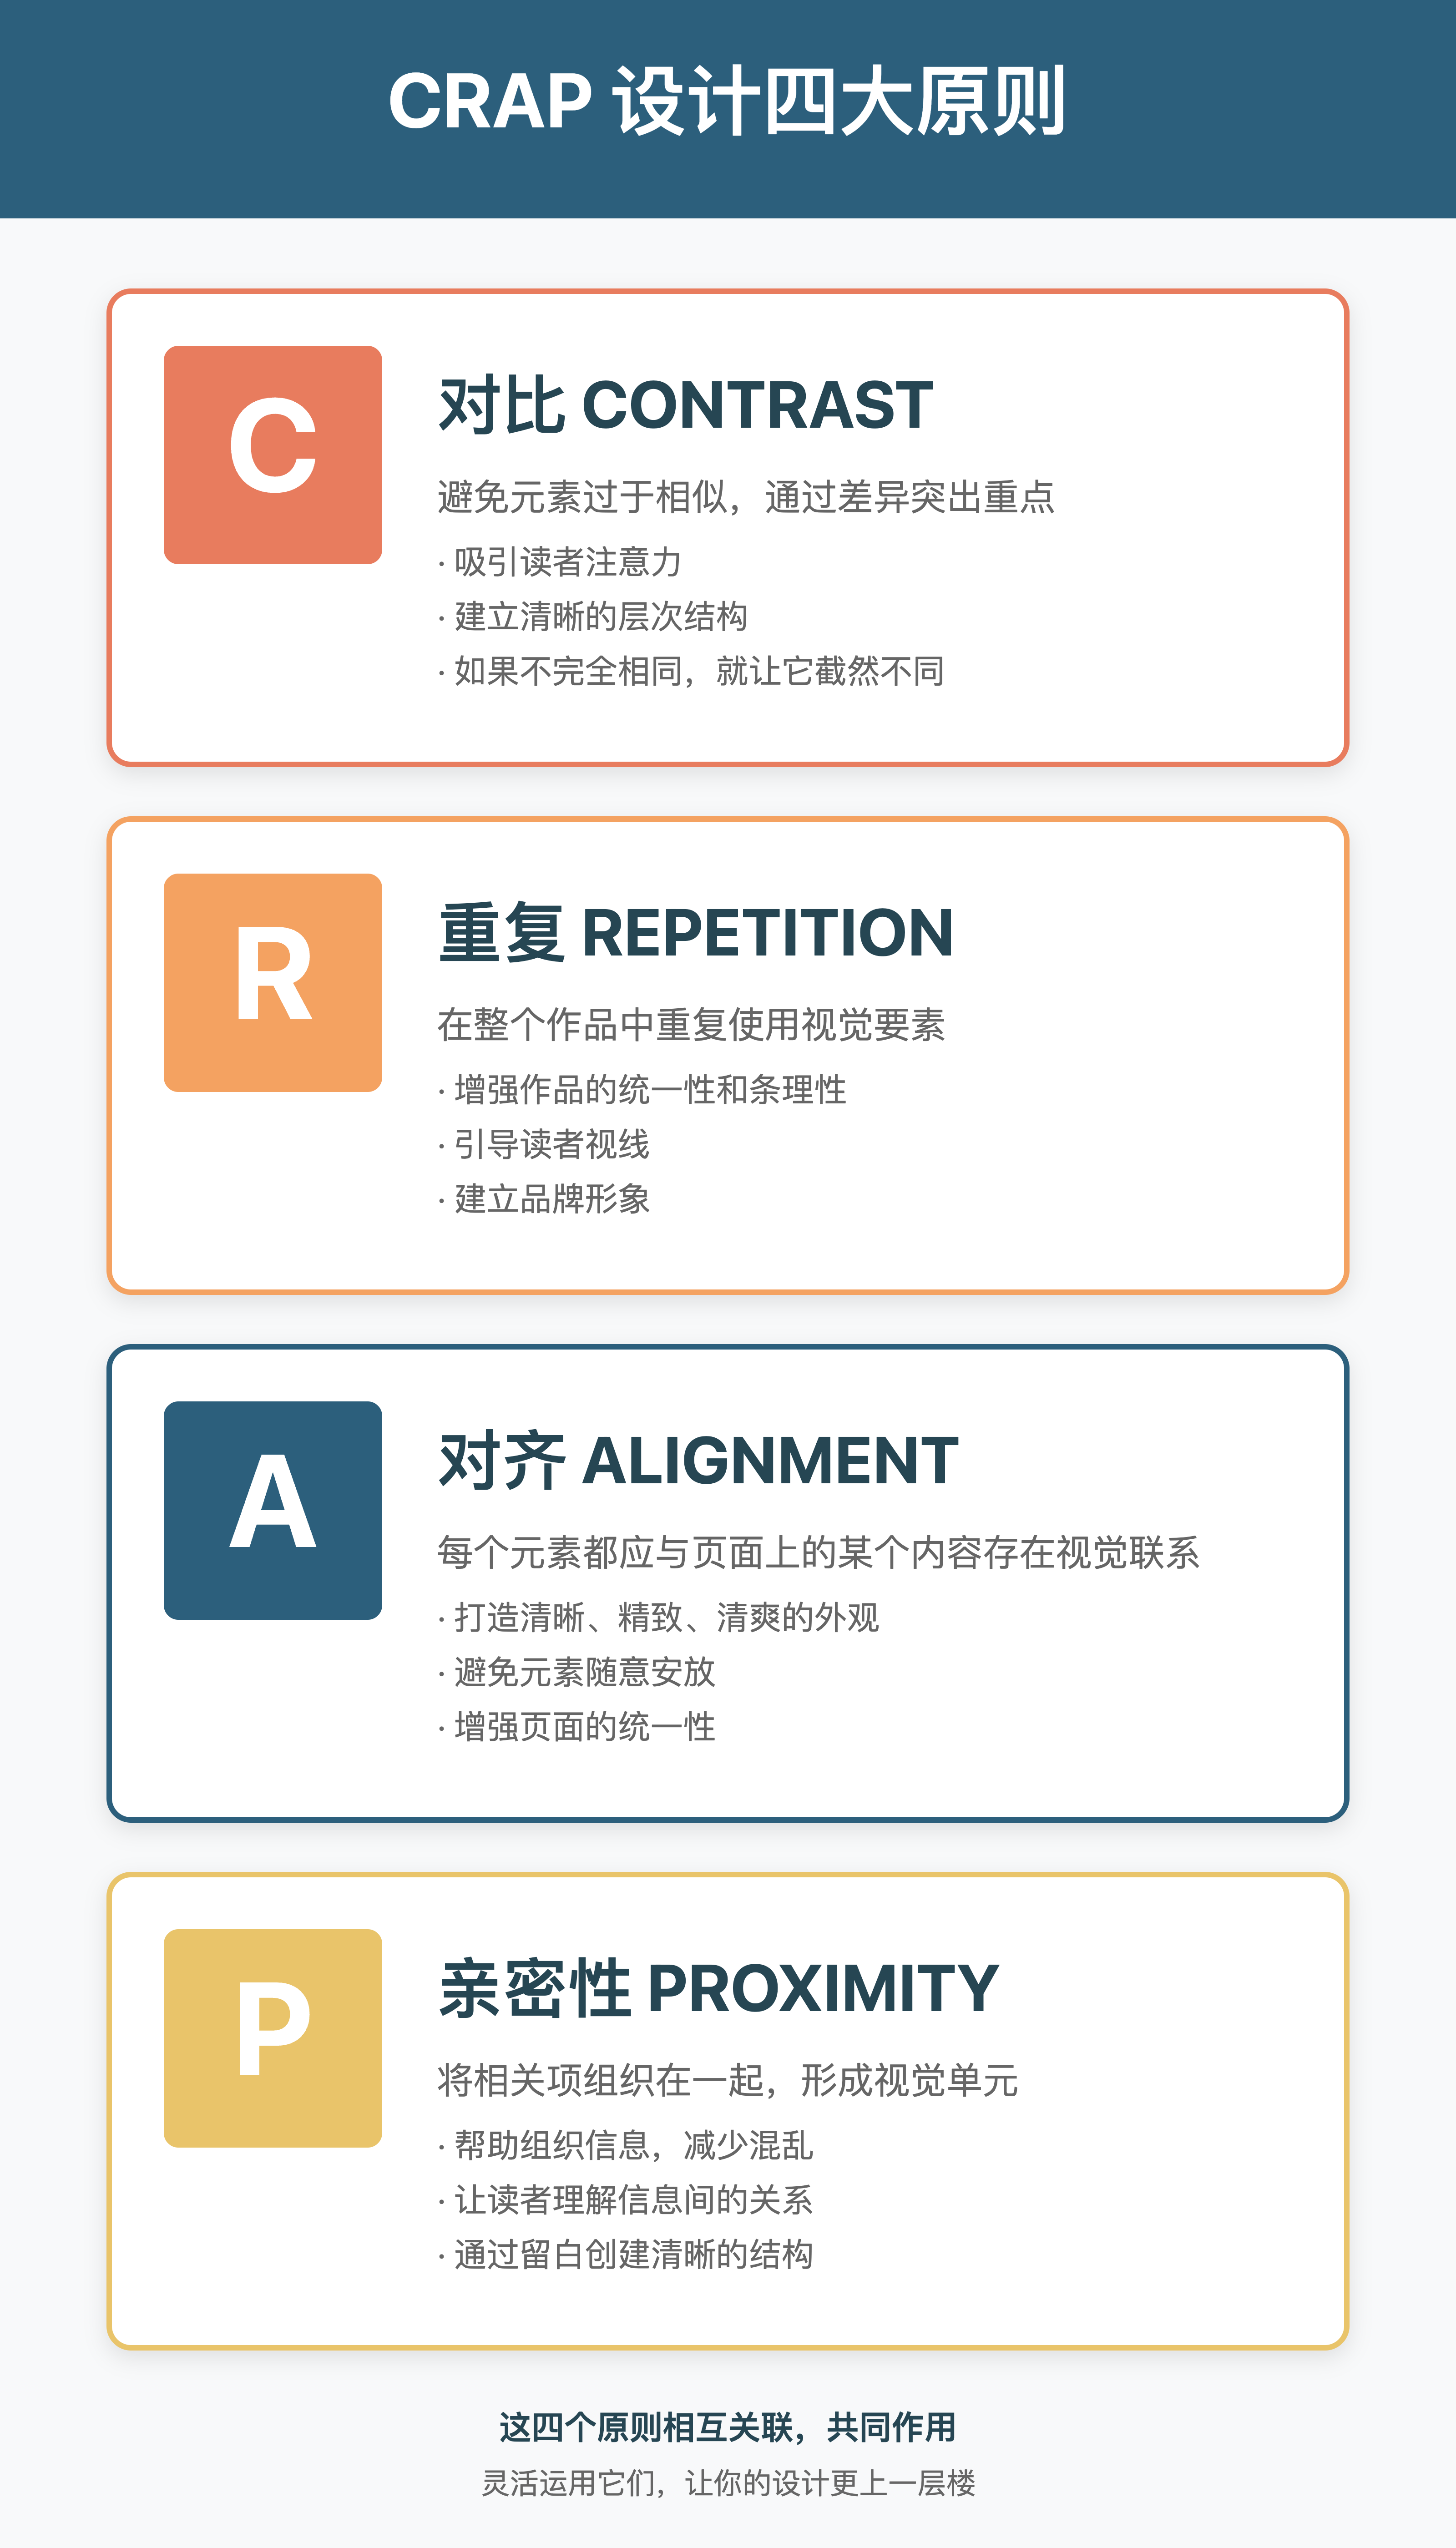 CRAP 设计四大原则
C
对比 CONTRAST
避免元素过于相似，通过差异突出重点
· 吸引读者注意力
· 建立清晰的层次结构
· 如果不完全相同，就让它截然不同
R
重复 REPETITION
在整个作品中重复使用视觉要素
· 增强作品的统一性和条理性
· 引导读者视线
· 建立品牌形象
A
对齐 ALIGNMENT
每个元素都应与页面上的某个内容存在视觉联系
· 打造清晰、精致、清爽的外观
· 避免元素随意安放
· 增强页面的统一性
P
亲密性 PROXIMITY
将相关项组织在一起，形成视觉单元
· 帮助组织信息，减少混乱
· 让读者理解信息间的关系
· 通过留白创建清晰的结构
这四个原则相互关联，共同作用
灵活运用它们，让你的设计更上一层楼